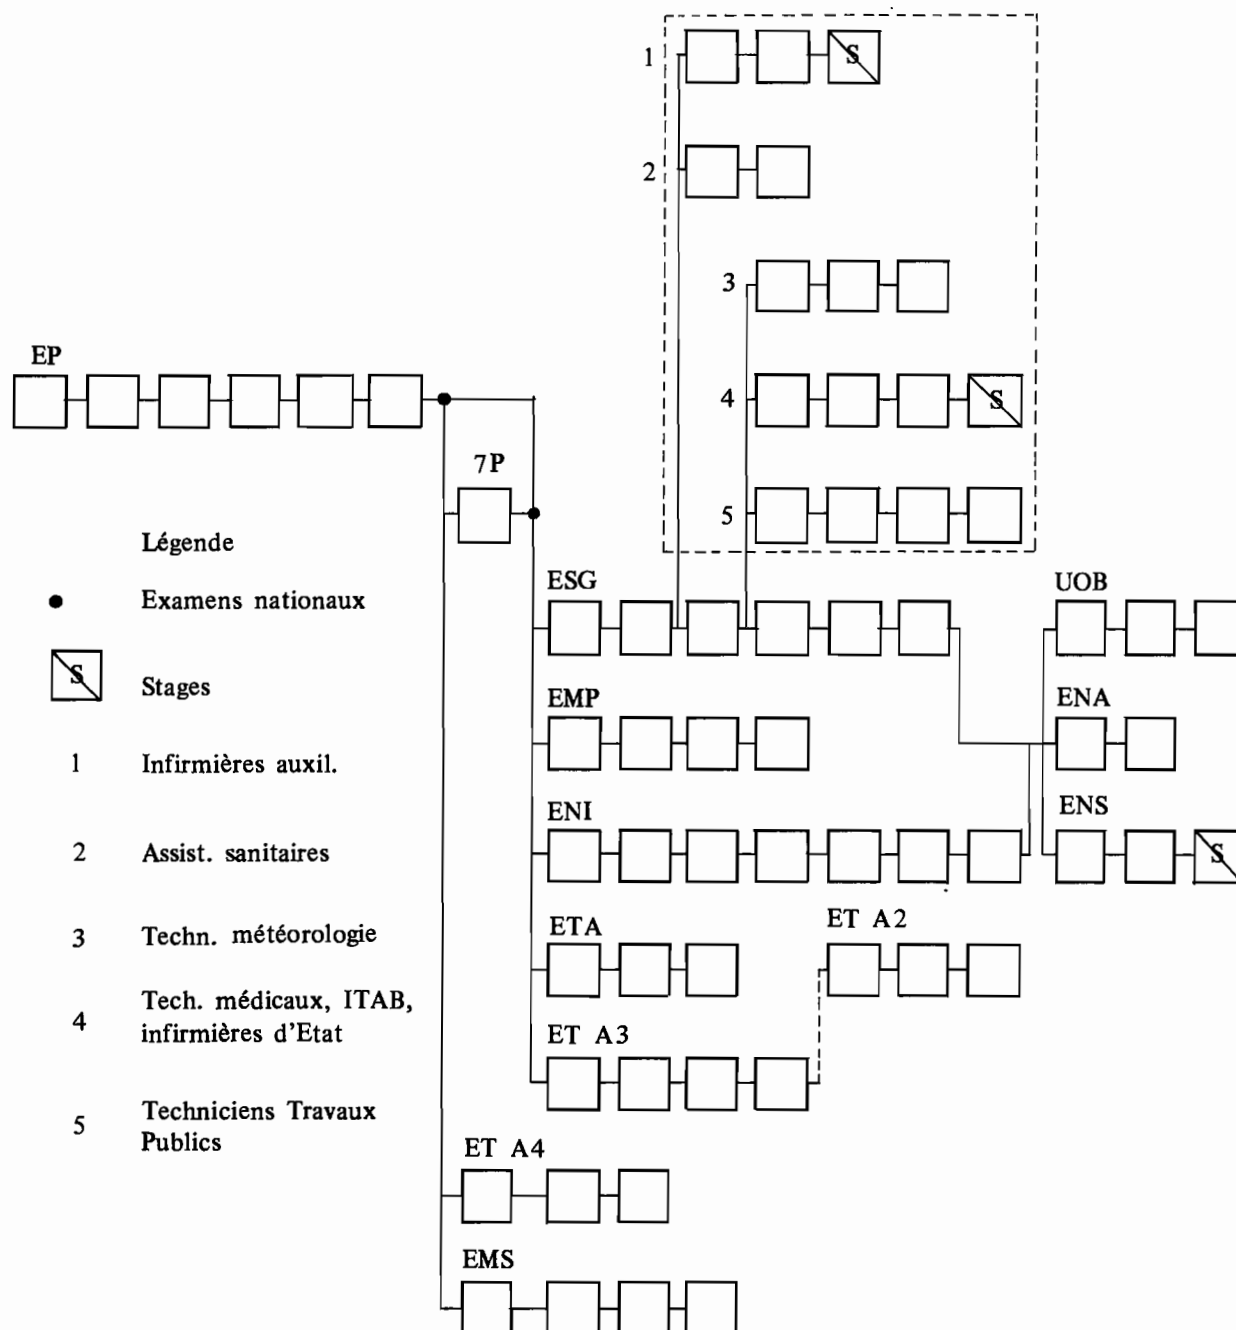 1
S
2
3
EP
4
S
7P
5
Légende
Examens nationaux
S
Stages
ESG
UOB
EMP
ENA
1 Infirmières auxil.
ENI
ENS
S
2 Assist. sanitaires
ETA
ET A2
3 Techn. météorologie
4 Tech. médicaux, ITAB,
infirmières d'Etat
ET A3
5 Techniciens Travaux
Publics
ET A4
EMS